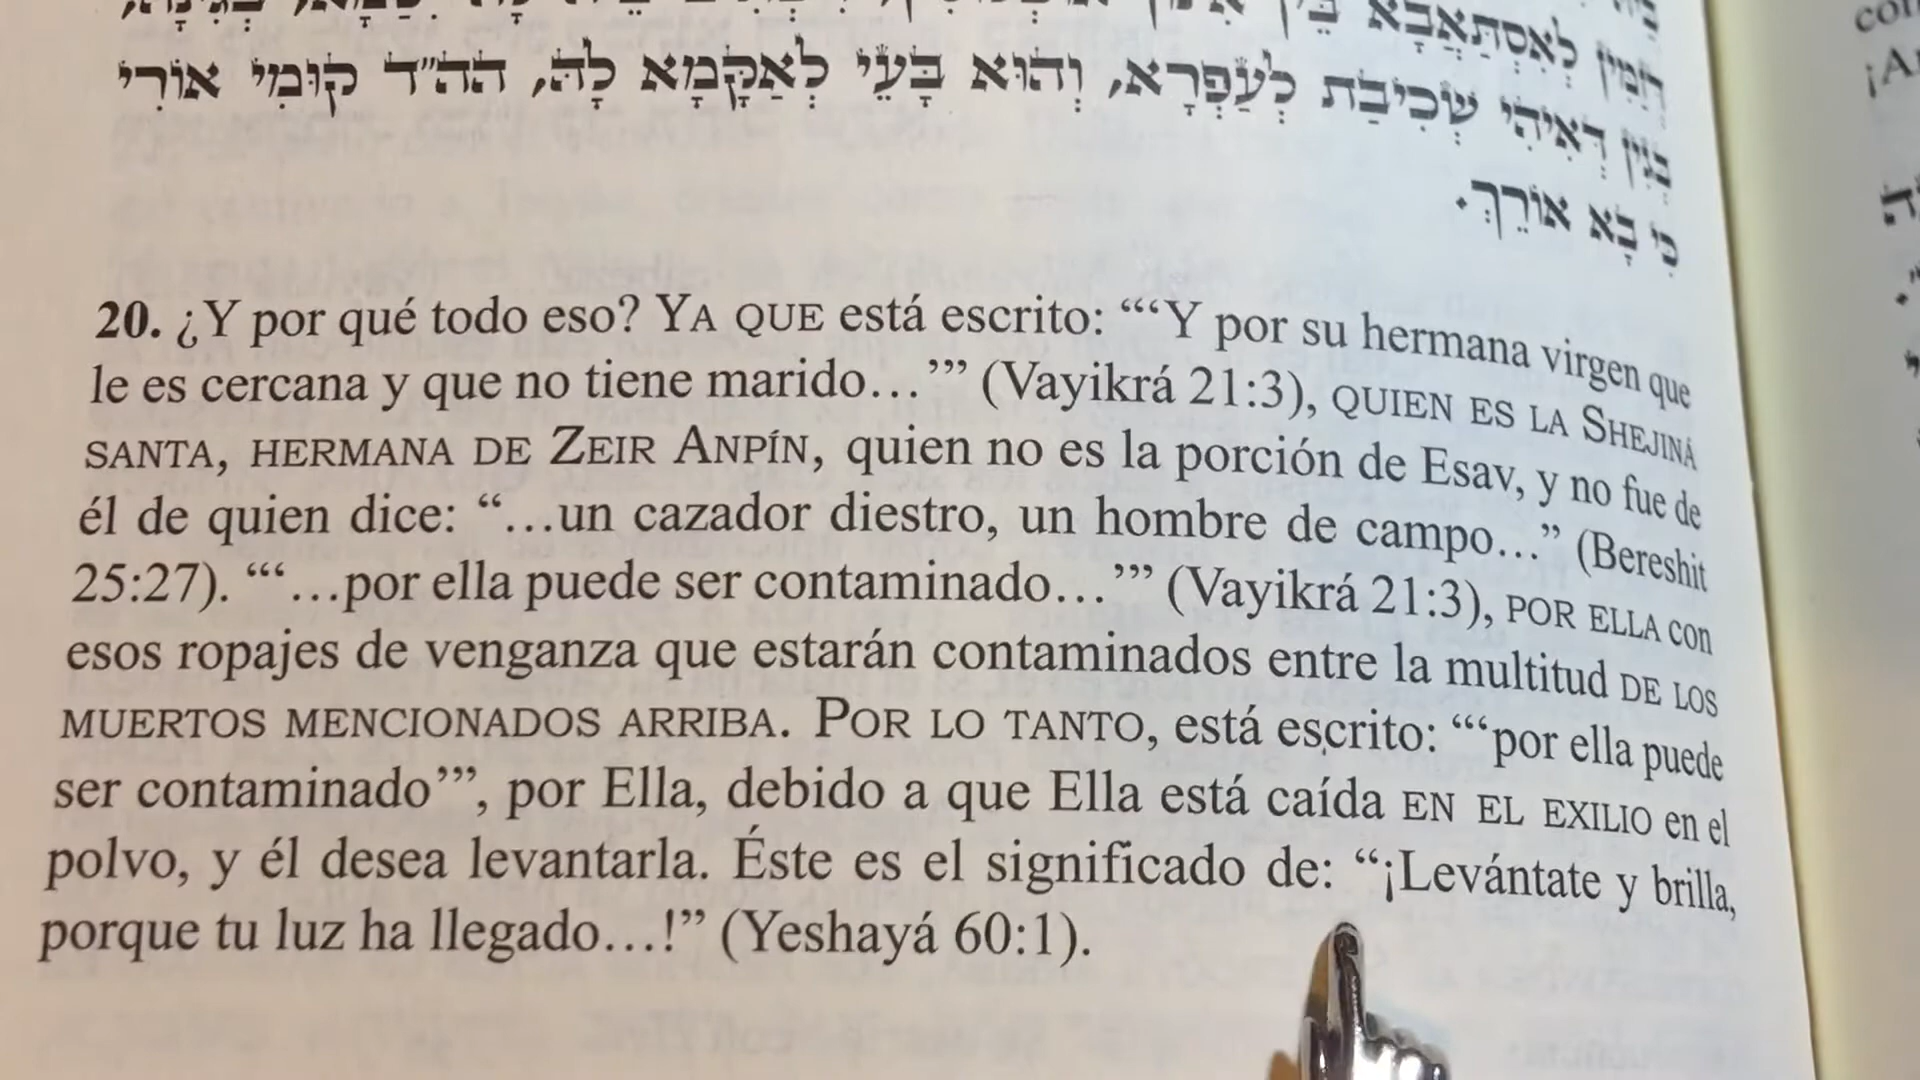 דְמִין לְאִסְתַּאֲבָא בֵּין
בְּגִין דְּאִיהִי שְׁכִיבַת לְעַפְרָא, וְהוּא בָּעֵי לְאַקָּמָא לָהּ, הה"ד קוּמִי אוֹרִי
כִּי בָא אוֹרֵךְ.
20. ¿Y por qué todo eso? YA QUE está escrito: “‘Y por su hermana virgen que
le es cercana y que no tiene marido…’” (Vayikrá 21:3), QUIEN ES LA SHEJINÁ
SANTA, HERMANA DE ZEIR ANPÍN, quien no es la porción de Esav, y no fue de
él de quien dice: “…un cazador diestro, un hombre de campo…” (Bereshit
25:27). “‘…por ella puede ser contaminado…’” (Vayikrá 21:3), POR ELLA con
esos ropajes de venganza que estarán contaminados entre la multitud DE LOS
MUERTOS MENCIONADOS ARRIBA. POR LO TANTO, está escrito: “‘por ella puede
ser contaminado’”, por Ella, debido a que Ella está caída EN EL EXILIO en el
polvo, y él desea levantarla. Éste es el significado de: “¡Levántate y brilla,
porque tu luz ha llegado…!” (Yeshayá 60:1).